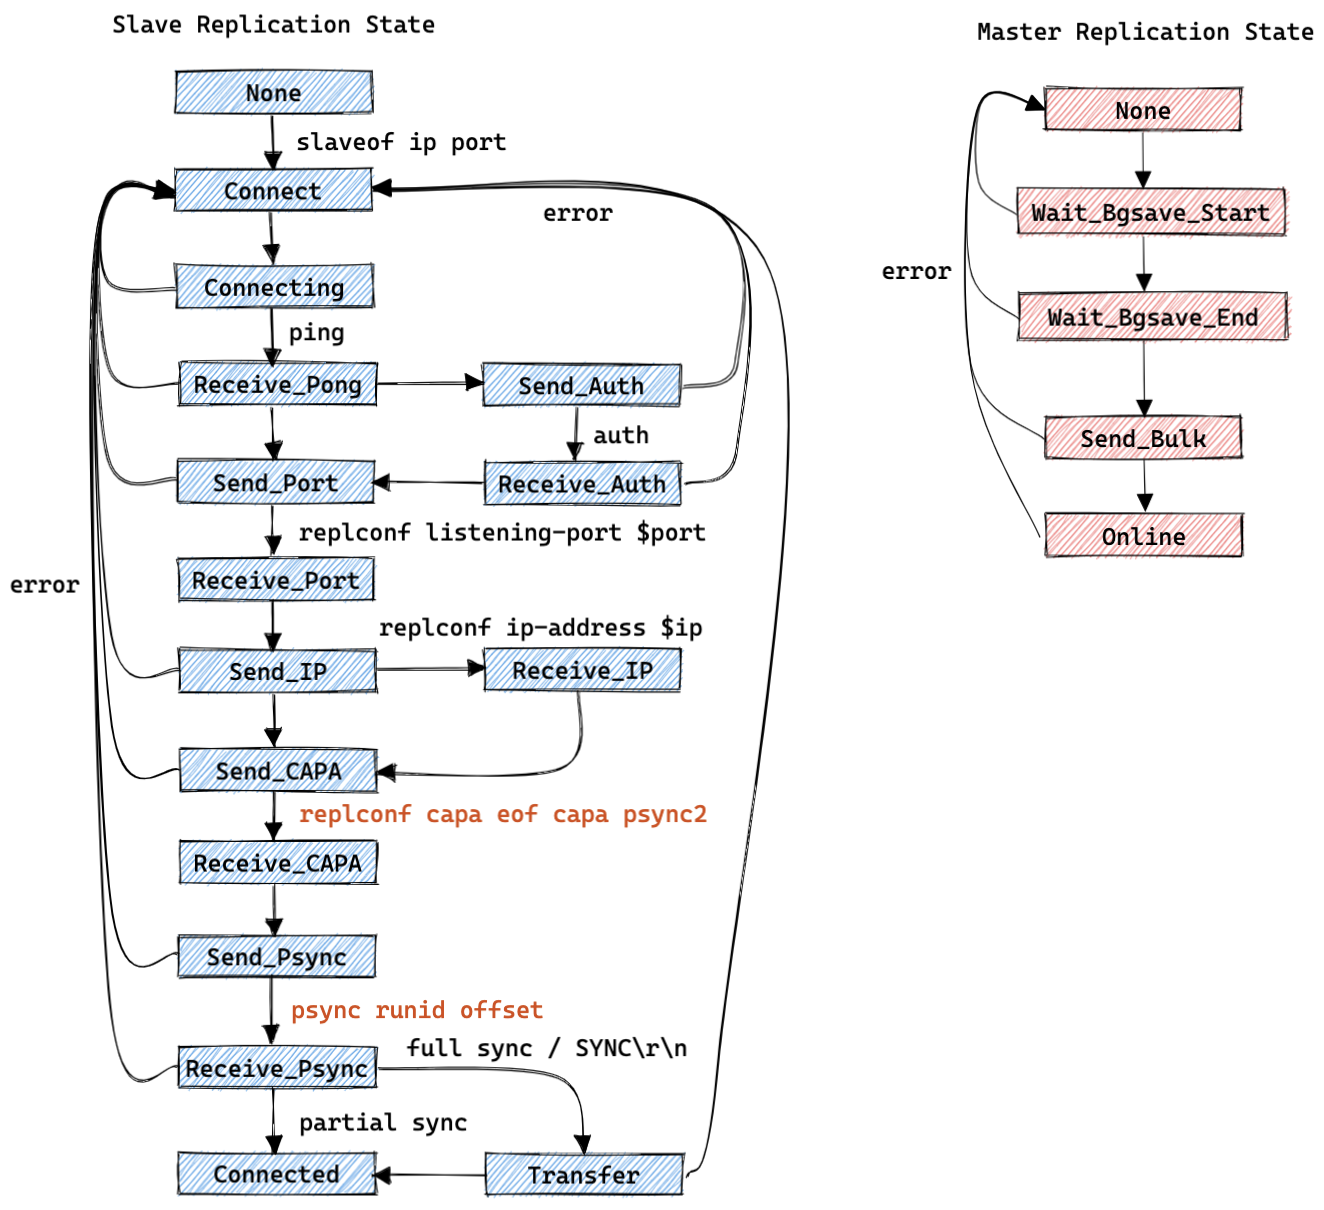 Slave Replication State
Master Replication State
None
None
slaveof ip port
Connect
error
Wait_Bgsave_Start
error
Connecting
ping
Wait_Bgsave_End
Receive_Pong
Send_Auth
auth
Send_Bulk
Send_Port
Receive_Auth
replconf listening-port $port
Online
error
Receive_Port
replconf ip-address $ip
Send_IP
Receive_IP
Send_CAPA
replconf capa eof capa psync2
Receive_CAPA
Send_Psync
psync runid offset
full sync / SYNC\r\n
Receive_Psync
partial sync
Connected
Transfer